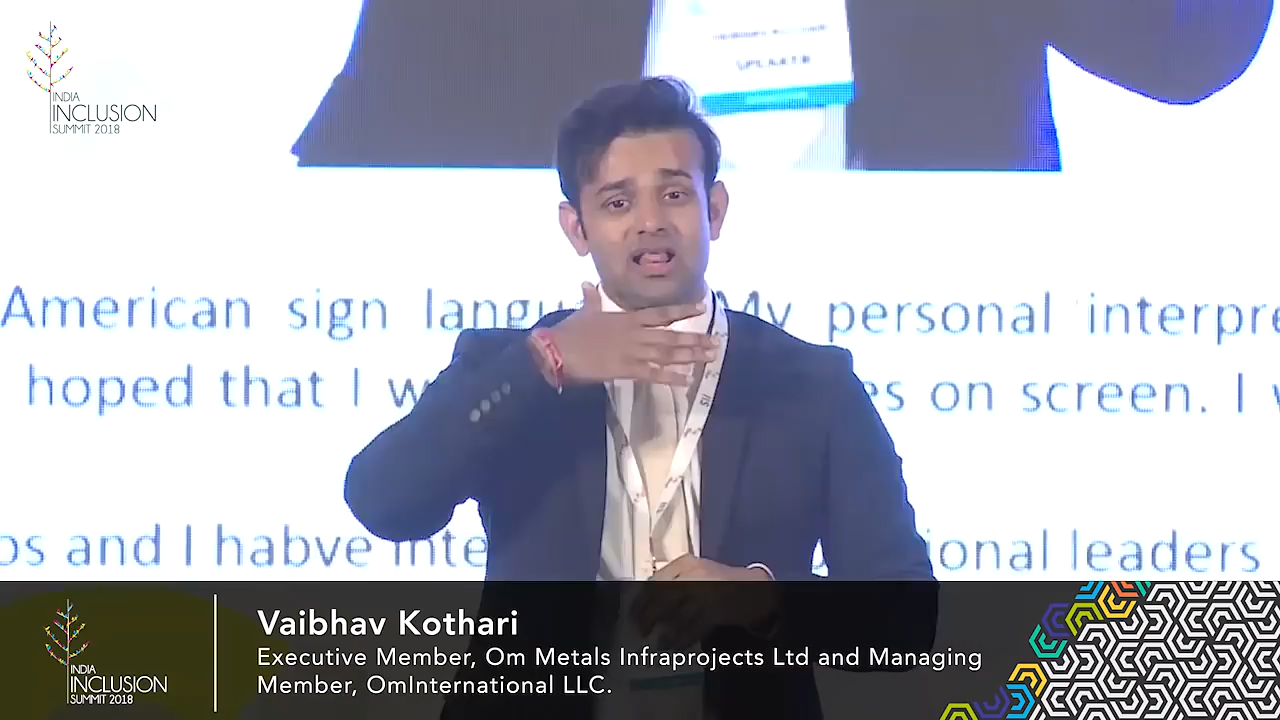 INDIA
INCLUSION
SUMMIT 2018
American sign langu My personal interpre
hoped that I w es on screen. I w
os and I habve inte ional leaders
INDIA
INCLUSION
SUMMIT 2018
Vaibhav Kothari
Executive Member, Om Metals Infraprojects Ltd and Managing
Member, OmInternational LLC.